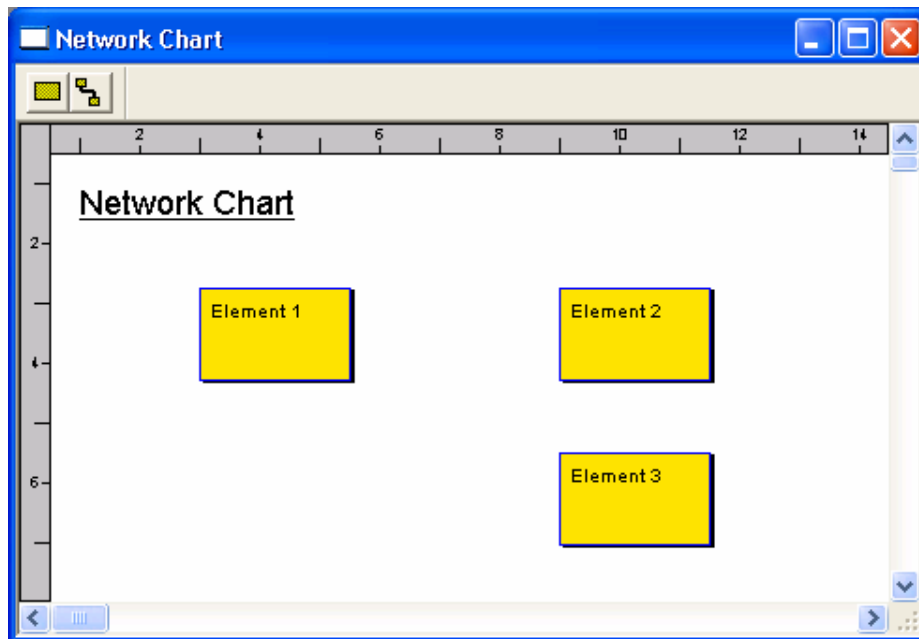 Network Chart
2 4 6 8 10 12 14
Network Chart
2
Element 1 Element 2
4
Element 3
6